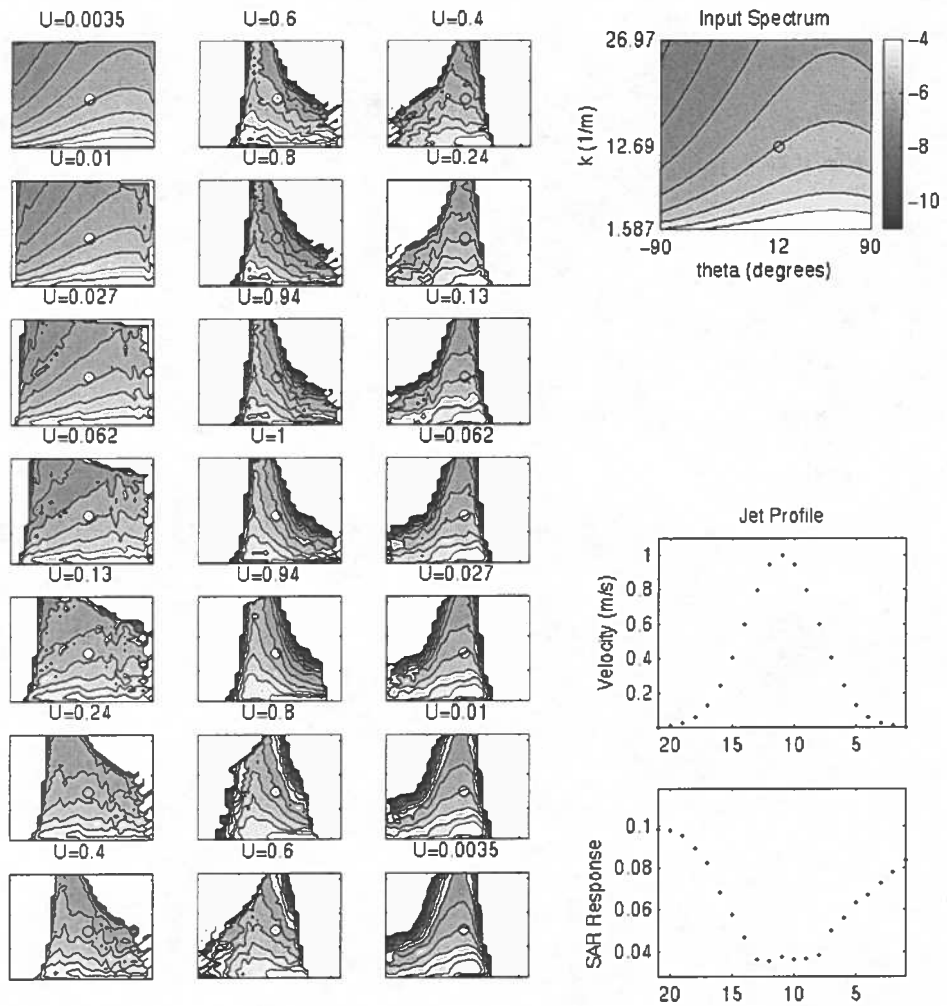 U=0.0035
U=0.01
U=0.027
U=0.062
U=0.13
U=0.24
U=0.4
U=0.6
U=0.8
U=0.94
U=1
U=0.94
U=0.8
U=0.6
U=0.4
U=0.24
U=0.13
U=0.062
U=0.027
U=0.01
U=0.0035
Input Spectrum
26.97
12.69
1.587
k (1/m)
-90
12
90
theta (degrees)
-4
-6
-8
-10
Jet Profile
1
0.8
0.6
0.4
0.2
Velocity (m/s)
20
15
10
5
0.1
0.08
0.06
0.04
SAR Response
20
15
10
5